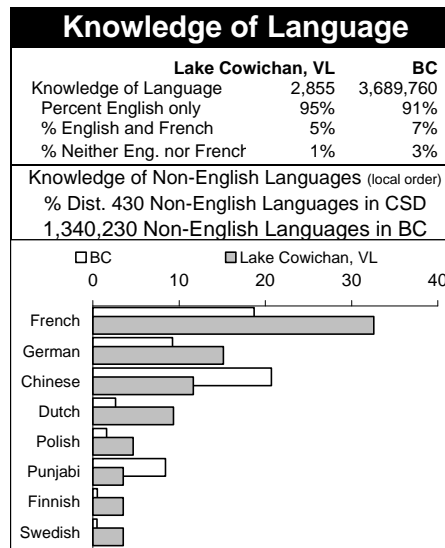 Knowledge of Language
Lake Cowichan, VL BC
Knowledge of Language 2,855 3,689,760
Percent English only 95% 91%
% English and French 5% 7%
% Neither Eng. nor French 1% 3%
Knowledge of Non-English Languages (local order)
% Dist. 430 Non-English Languages in CSD
1,340,230 Non-English Languages in BC
BC Lake Cowichan, VL
0 10 20 30 40
French
German
Chinese
Dutch
Polish
Punjabi
Finnish
Swedish